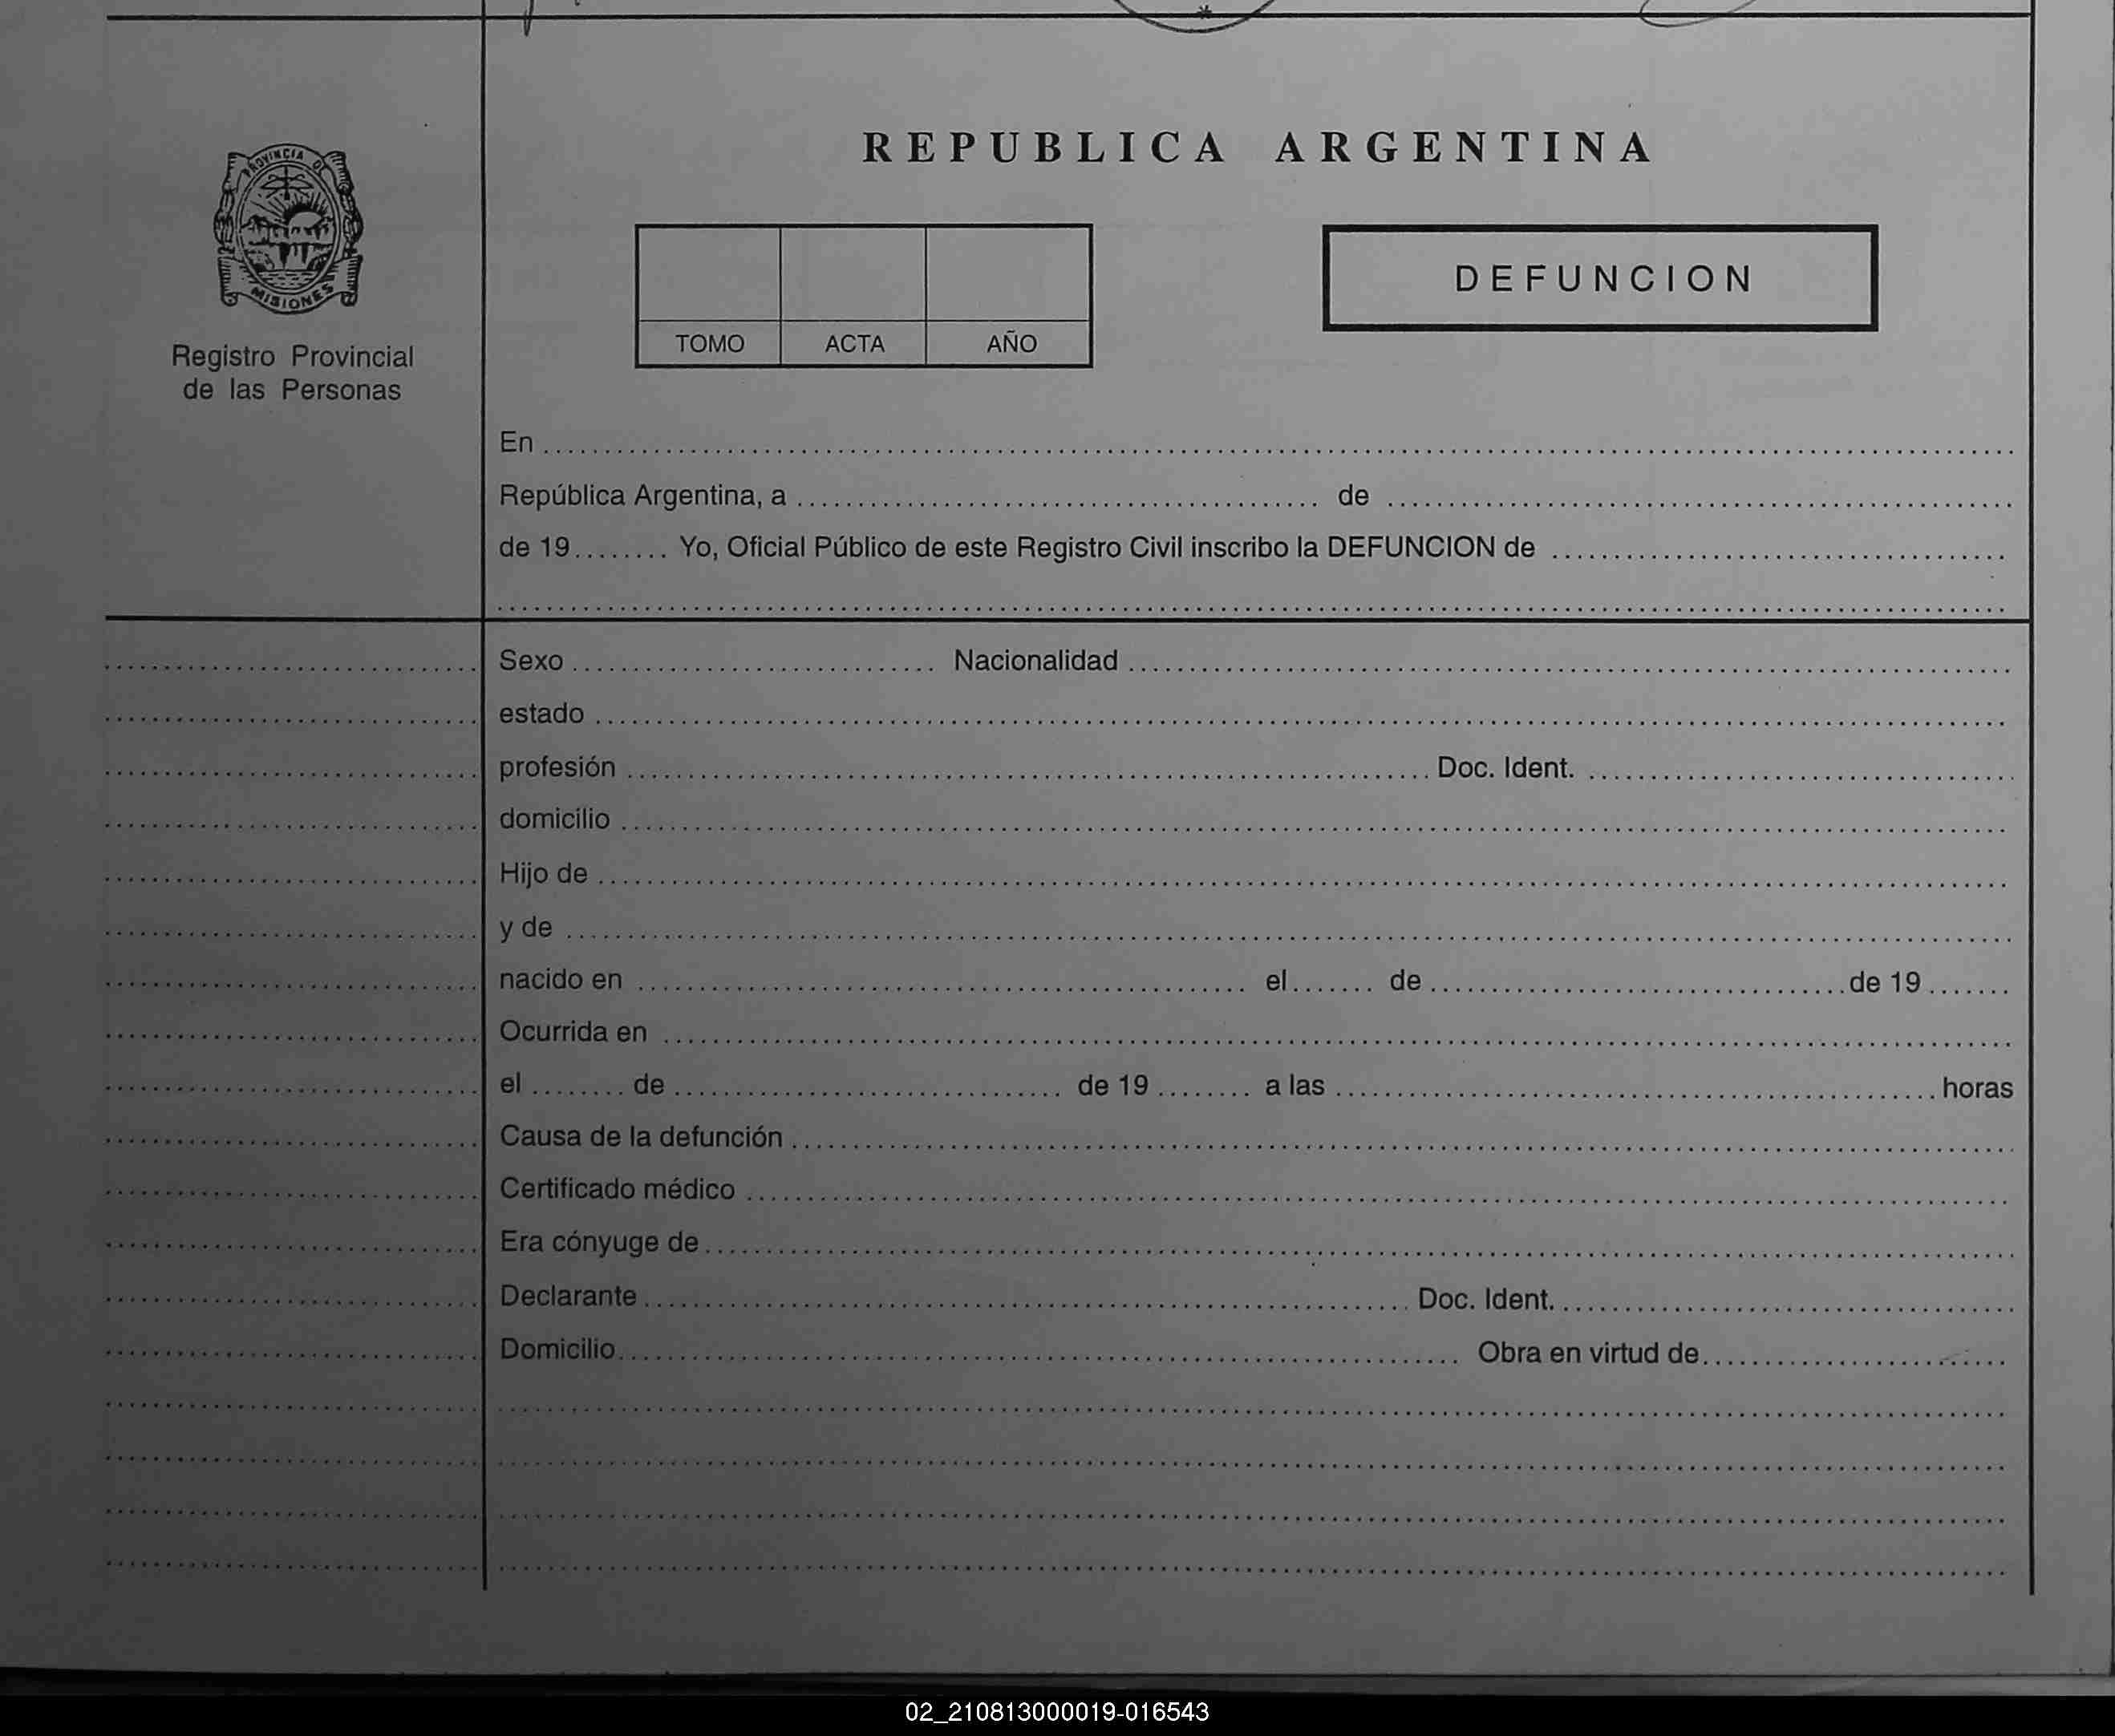 REPUBLICA ARGENTINA
PROVINCIA DE
MISIONES
Registro Provincial
de las Personas
TOMO ACTA AÑO
DEFUNCION
En
República Argentina, a de
de 19 Yo, Oficial Público de este Registro Civil inscribo la DEFUNCION de
Sexo Nacionalidad
estado
profesión Doc. Ident.
domicilio
Hijo de
y de
nacido en el de de 19
Ocurrida en
el de de 19 a las horas
Causa de la defunción
Certificado médico
Era cónyuge de
Declarante Doc. Ident.
Domicilio Obra en virtud de
02_210813000019-016543